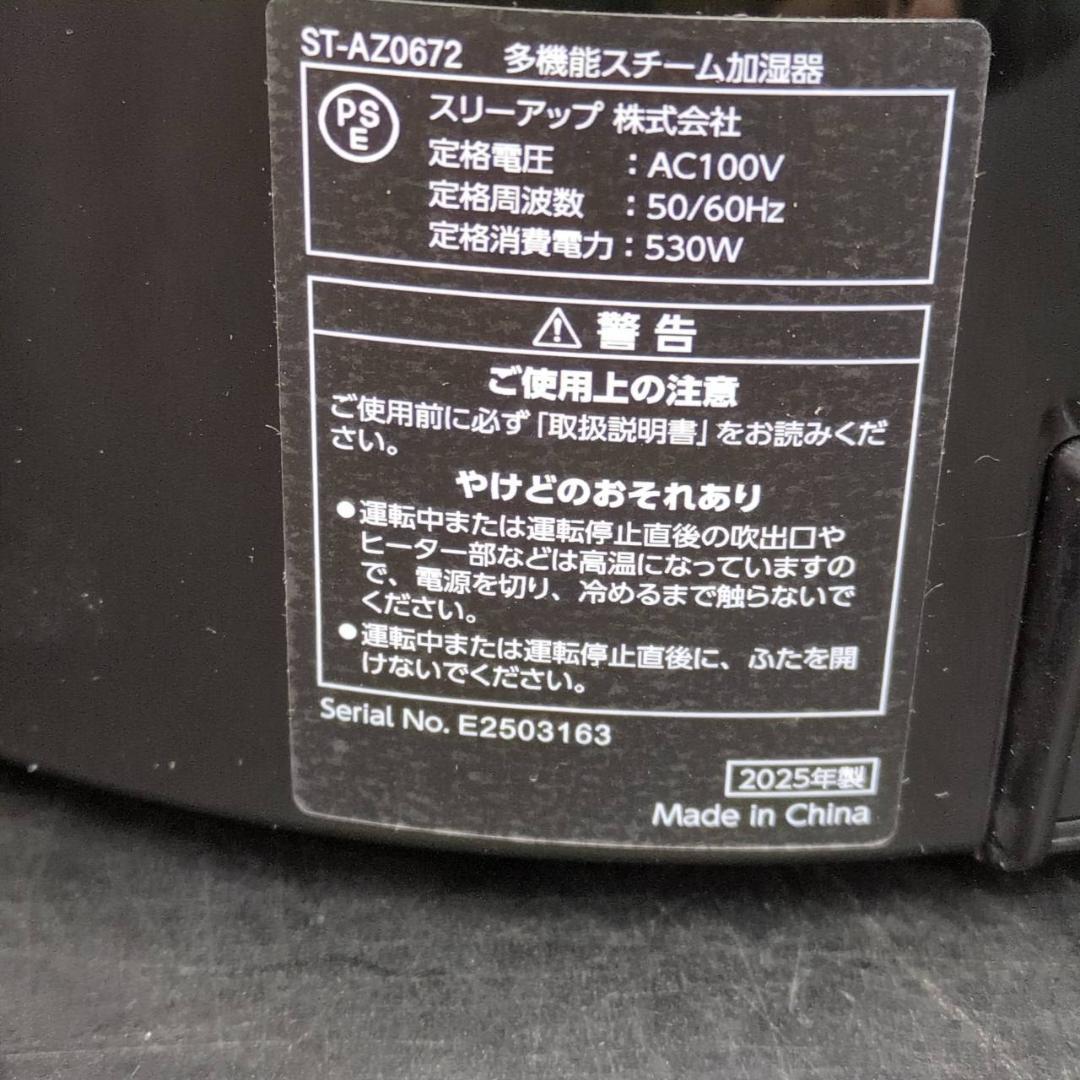 ST-AZ0672 多機能スチーム加湿器
PS
E
スリーアップ 株式会社
定格電圧 : AC100V
定格周波数 : 50/60Hz
定格消費電力 : 530W
⚠ 警告
ご使用上の注意
ご使用前に必ず「取扱説明書」をお読みくだ
さい。
やけどのおそれあり
●運転中または運転停止直後の吹出口や
ヒーター部などは高温になっていますの
で、電源を切り、冷めるまで触らないで
ください。
●運転中または運転停止直後に、ふたを開
けないでください。
Serial No. E2503163
2025年製
Made in China